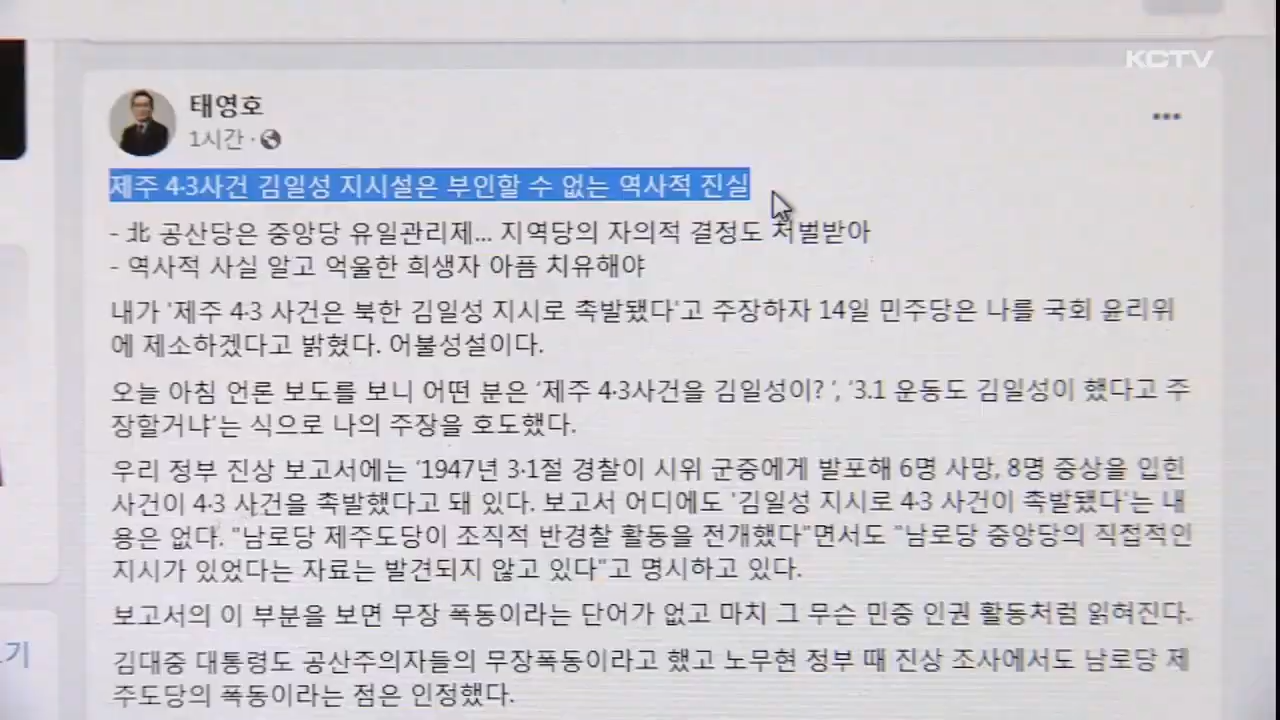 KCTV
태영호
1시간 ·
제주 4·3사건 김일성 지시설은 부인할 수 없는 역사적 진실
- 北 공산당은 중앙당 유일관리제... 지역당의 자의적 결정도 처벌받아
- 역사적 사실 알고 억울한 희생자 아픔 치유해야
내가 '제주 4·3 사건은 북한 김일성 지시로 촉발됐다'고 주장하자 14일 민주당은 나를 국회 윤리위
에 제소하겠다고 밝혔다. 어불성설이다.
오늘 아침 언론 보도를 보니 어떤 분은 '제주 4·3사건을 김일성이? ', '3.1 운동도 김일성이 했다고 주
장할거냐'는 식으로 나의 주장을 호도했다.
우리 정부 진상 보고서에는 '1947년 3·1절 경찰이 시위 군중에게 발포해 6명 사망, 8명 중상을 입힌
사건이 4·3 사건을 촉발했다고 돼 있다. 보고서 어디에도 '김일성 지시로 4·3 사건이 촉발됐다'는 내
용은 없다. "남로당 제주도당이 조직적 반경찰 활동을 전개했다"면서도 "남로당 중앙당의 직접적인
지시가 있었다는 자료는 발견되지 않고 있다"고 명시하고 있다.
보고서의 이 부분을 보면 무장 폭동이라는 단어가 없고 마치 그 무슨 민중 인권 활동처럼 읽혀진다.
기
김대중 대통령도 공산주의자들의 무장폭동이라고 했고 노무현 정부 때 진상 조사에서도 남로당 제
주도당의 폭동이라는 점은 인정했다.